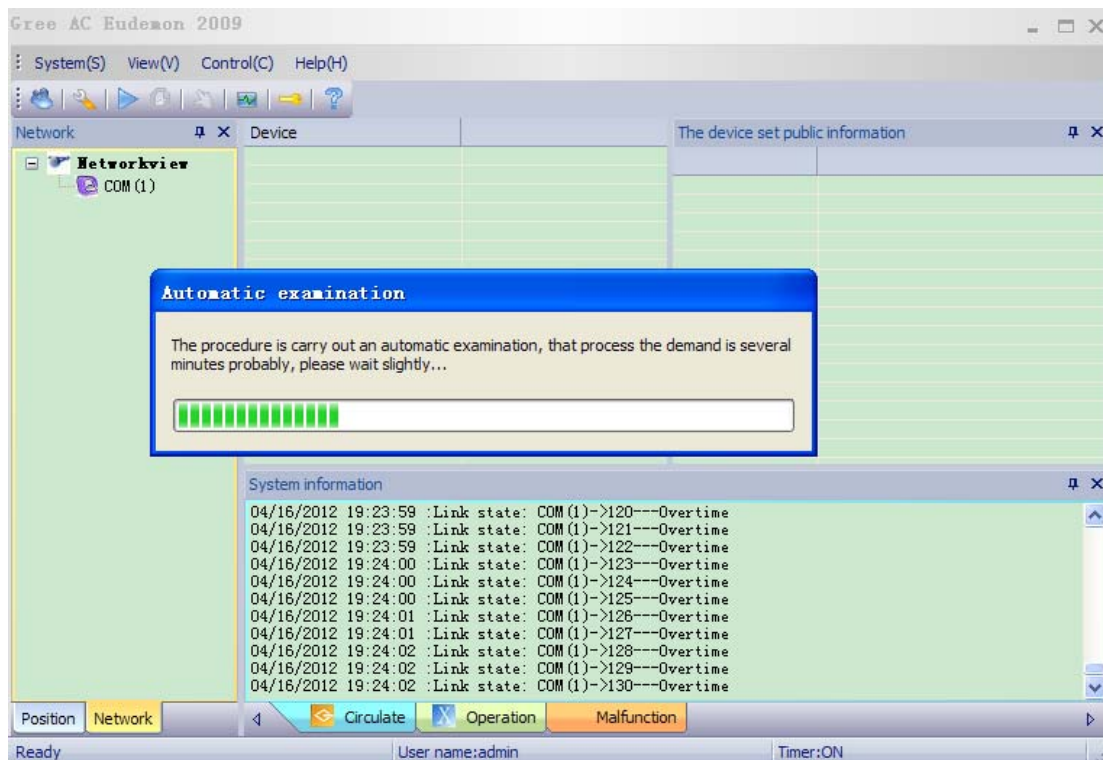 Gree AC Eudemon 2009
System(S) View(V) Control(C) Help(H)
Network
Device
The device set public information
Networkview
COM(1)
Automatic examination
The procedure is carry out an automatic examination, that process the demand is several
minutes probably, please wait slightly...
System information
04/16/2012 19:23:59 :Link state: COM(1)->120---Overtime
04/16/2012 19:23:59 :Link state: COM(1)->121---Overtime
04/16/2012 19:23:59 :Link state: COM(1)->122---Overtime
04/16/2012 19:24:00 :Link state: COM(1)->123---Overtime
04/16/2012 19:24:00 :Link state: COM(1)->124---Overtime
04/16/2012 19:24:00 :Link state: COM(1)->125---Overtime
04/16/2012 19:24:01 :Link state: COM(1)->126---Overtime
04/16/2012 19:24:01 :Link state: COM(1)->127---Overtime
04/16/2012 19:24:02 :Link state: COM(1)->128---Overtime
04/16/2012 19:24:02 :Link state: COM(1)->129---Overtime
04/16/2012 19:24:02 :Link state: COM(1)->130---Overtime
Position Network
Circulate Operation Malfunction
Ready User name:admin Timer:ON